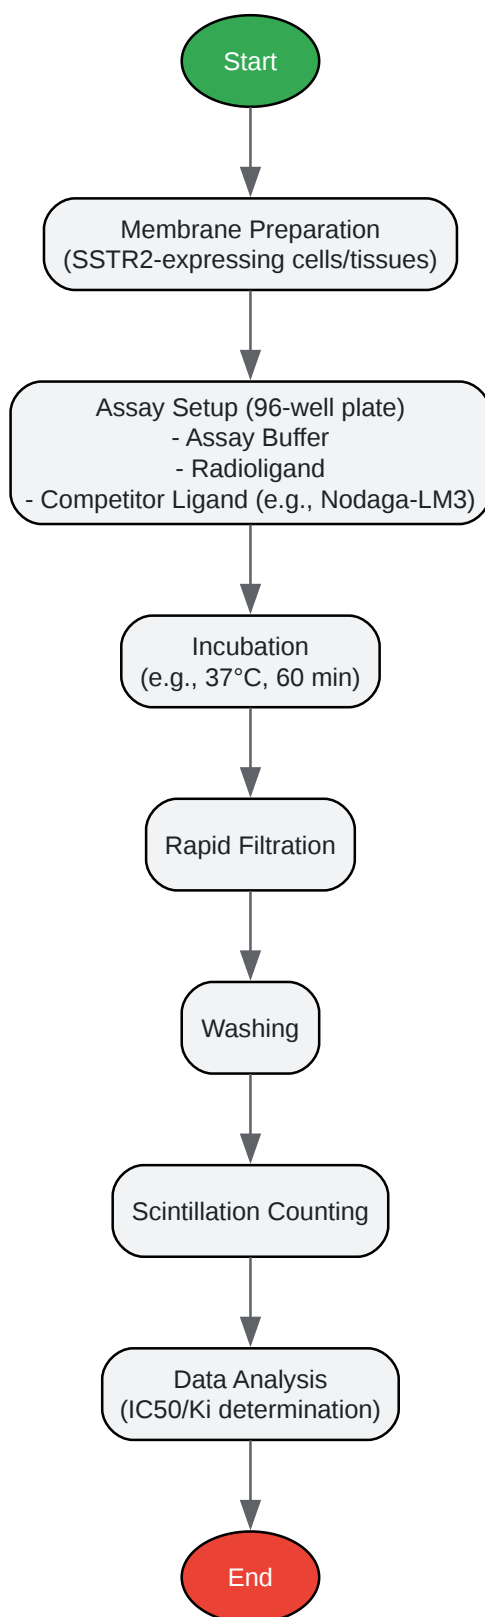 Start
Membrane Preparation
(SSTR2-expressing cells/tissues)
Assay Setup (96-well plate)
- Assay Buffer
- Radioligand
- Competitor Ligand (e.g., Nodaga-LM3)
Incubation
(e.g., 37°C, 60 min)
Rapid Filtration
Washing
Scintillation Counting
Data Analysis
(IC50/Ki determination)
End